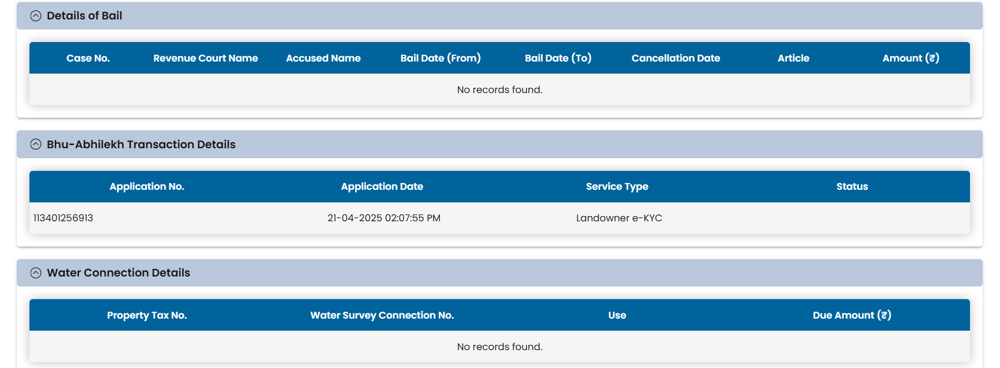 Details of Bail
Case No. Revenue Court Name Accused Name Bail Date (From) Bail Date (To) Cancellation Date Article Amount (₹)
No records found.
Bhu-Abhilekh Transaction Details
Application No. Application Date Service Type Status
113401256913 21-04-2025 02:07:55 PM Landowner e-KYC
Water Connection Details
Property Tax No. Water Survey Connection No. Use Due Amount (₹)
No records found.